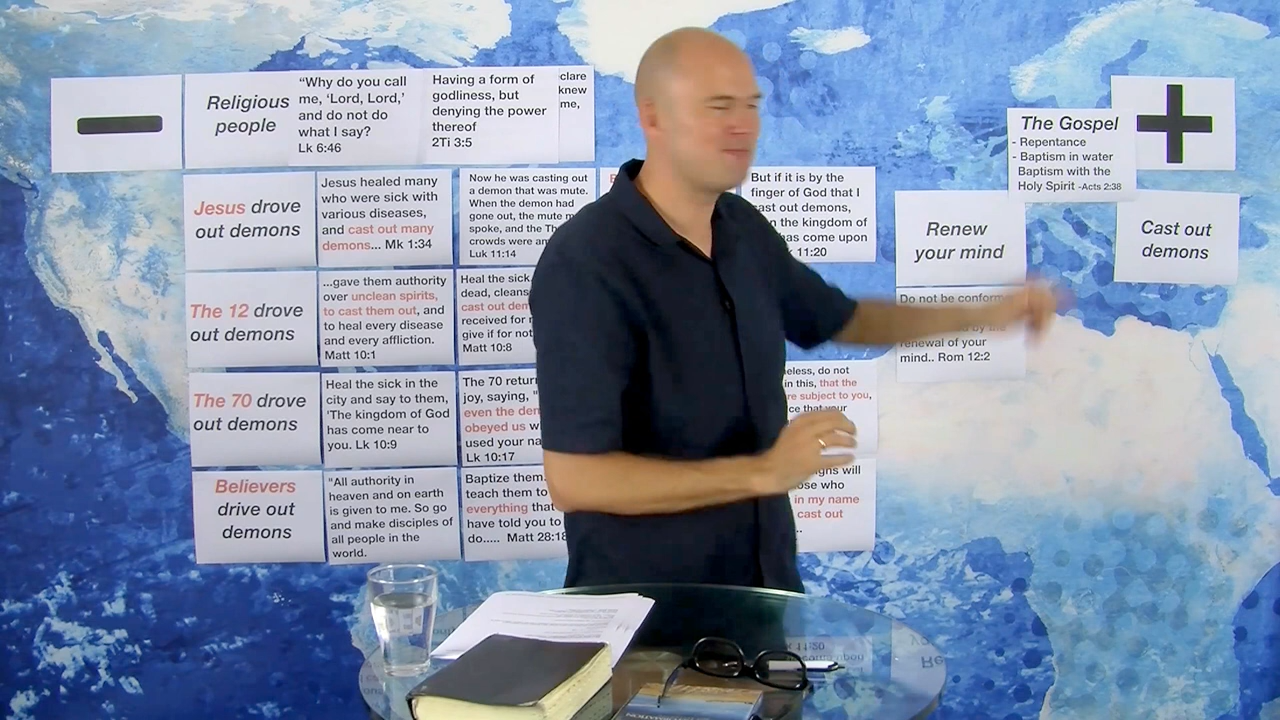 Religious
people
“Why do you call
me, ‘Lord, Lord,’
and do not do
what I say?
Lk 6:46
Having a form of
godliness, but
denying the power
thereof
2Ti 3:5
clare
knew
me,
The Gospel
- Repentance
- Baptism in water
Baptism with the
Holy Spirit -Acts 2:38
Jesus drove
out demons
Jesus healed many
who were sick with
various diseases,
and cast out many
demons... Mk 1:34
Now he was casting out
a demon that was mute.
When the demon had
gone out, the mute m
spoke, and the
crowds were
Luk 11:14
But if it is by the
finger of God that I
cast out demons,
the kingdom of
has come upon
11:20
Renew
your mind
Cast out
demons
The 12 drove
out demons
...gave them authority
over unclean spirits,
to cast them out, and
to heal every disease
and every affliction.
Matt 10:1
Heal the sick
dead, cleans
cast out
received for
give if for not
Matt 10:8
Do not be conform
by the
renewal of your
mind.. Rom 12:2
The 70 drove
out demons
Heal the sick in the
city and say to them,
‘The kingdom of God
has come near to
you. Lk 10:9
The 70 return
joy, saying, “
even the
obeyed us
used your
Lk 10:17
do not
in this, that the
subject to you,
that your
Believers
drive out
demons
“All authority in
heaven and on earth
is given to me. So go
and make disciples of
all people in the
world.
Baptize them
teach them to
everything that
have told you to
do..... Matt 28:18
will
who
in my name
cast out